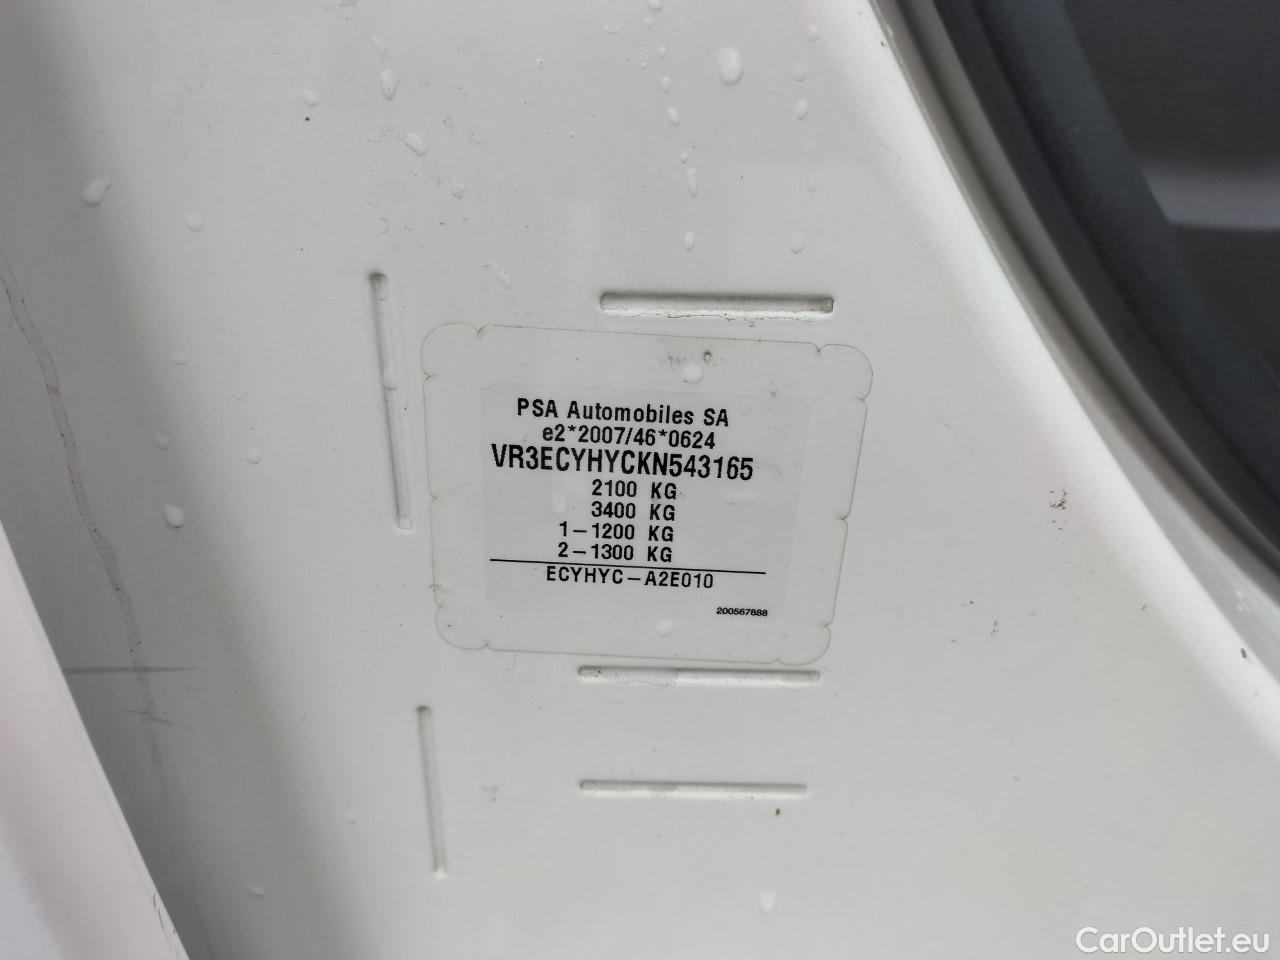 PSA Automobiles SA
e2*2007/46*0624
VR3ECYHYCKN543165
2100 KG
3400 KG
1-1200 KG
2-1300 KG
ECYHYC-A2E010
200567888
CarOutlet.eu